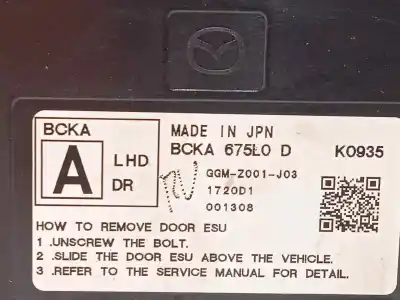 BCKA
A
LHD
DR
MADE IN JPN
BCKA 675L0 D K0935
GGM-Z001-J03
1720D1
001308
HOW TO REMOVE DOOR ESU
1 .UNSCREW THE BOLT.
2 .SLIDE THE DOOR ESU ABOVE THE VEHICLE.
3 .REFER TO THE SERVICE MANUAL FOR DETAIL.